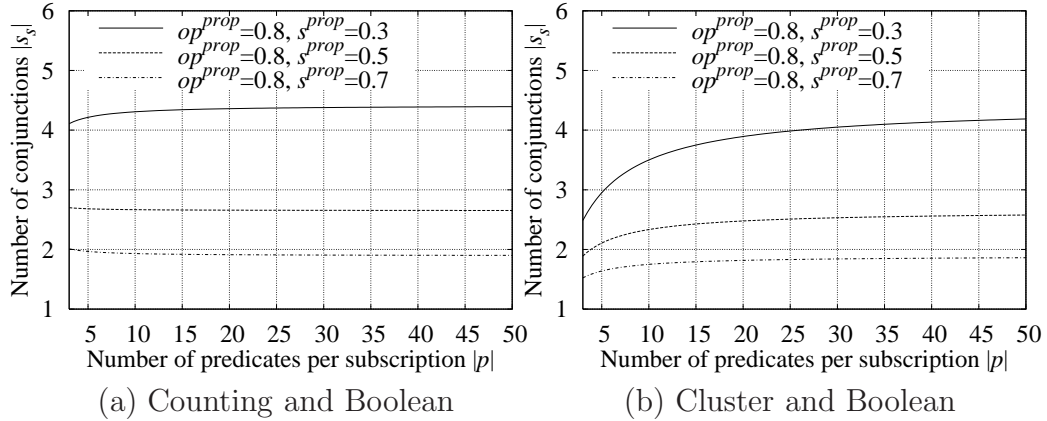 Number of conjunctions |s_s|
6
5
4
3
2
1
op^prop=0.8, s^prop=0.3
op^prop=0.8, s^prop=0.5
op^prop=0.8, s^prop=0.7
5 10 15 20 25 30 35 40 45 50
Number of predicates per subscription |p|
(a) Counting and Boolean
Number of conjunctions |s_s|
6
5
4
3
2
1
op^prop=0.8, s^prop=0.3
op^prop=0.8, s^prop=0.5
op^prop=0.8, s^prop=0.7
5 10 15 20 25 30 35 40 45 50
Number of predicates per subscription |p|
(b) Cluster and Boolean